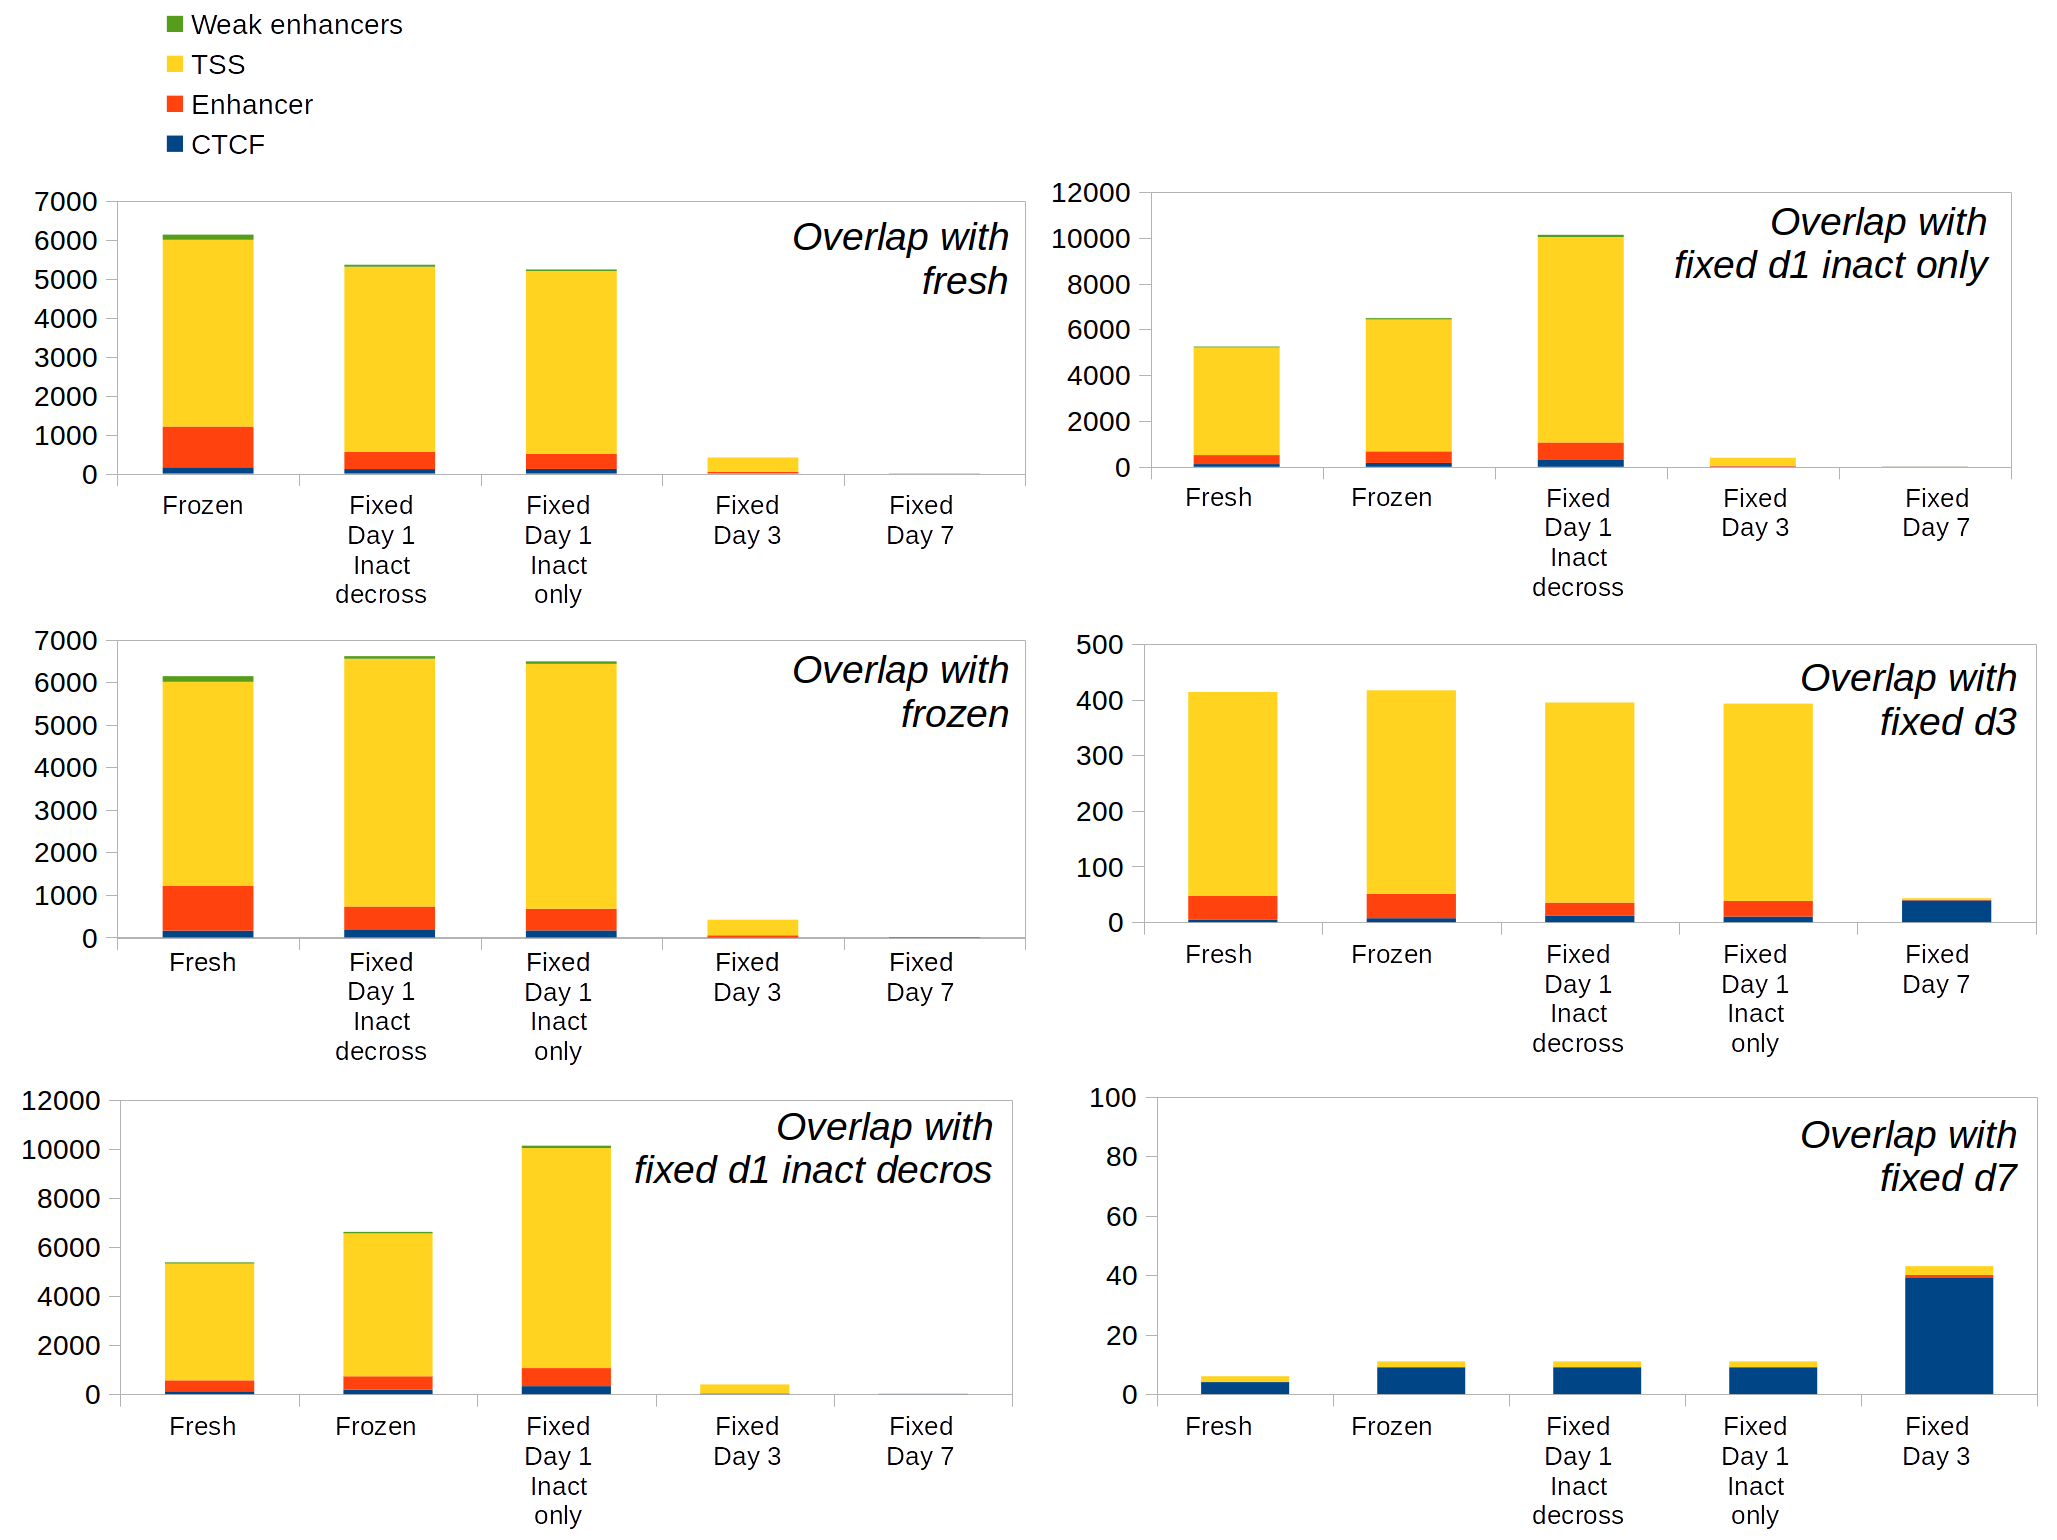 Weak enhancers
TSS
Enhancer
CTCF
7000
6000
5000
4000
3000
2000
1000
0
Overlap with
fresh
Frozen
Fixed
Day 1
Inact
decross
Fixed
Day 1
Inact
only
Fixed
Day 3
Fixed
Day 7
12000
10000
8000
6000
4000
2000
0
Overlap with
fixed d1 inact only
Fresh
Frozen
Fixed
Day 1
Inact
decross
Fixed
Day 3
Fixed
Day 7
7000
6000
5000
4000
3000
2000
1000
0
Overlap with
frozen
Fresh
Fixed
Day 1
Inact
decross
Fixed
Day 1
Inact
only
Fixed
Day 3
Fixed
Day 7
500
400
300
200
100
0
Overlap with
fixed d3
Fresh
Frozen
Fixed
Day 1
Inact
decross
Fixed
Day 1
Inact
only
Fixed
Day 7
12000
10000
8000
6000
4000
2000
0
Overlap with
fixed d1 inact decros
Fresh
Frozen
Fixed
Day 1
Inact
only
Fixed
Day 3
Fixed
Day 7
100
80
60
40
20
0
Overlap with
fixed d7
Fresh
Frozen
Fixed
Day 1
Inact
decross
Fixed
Day 1
Inact
only
Fixed
Day 3